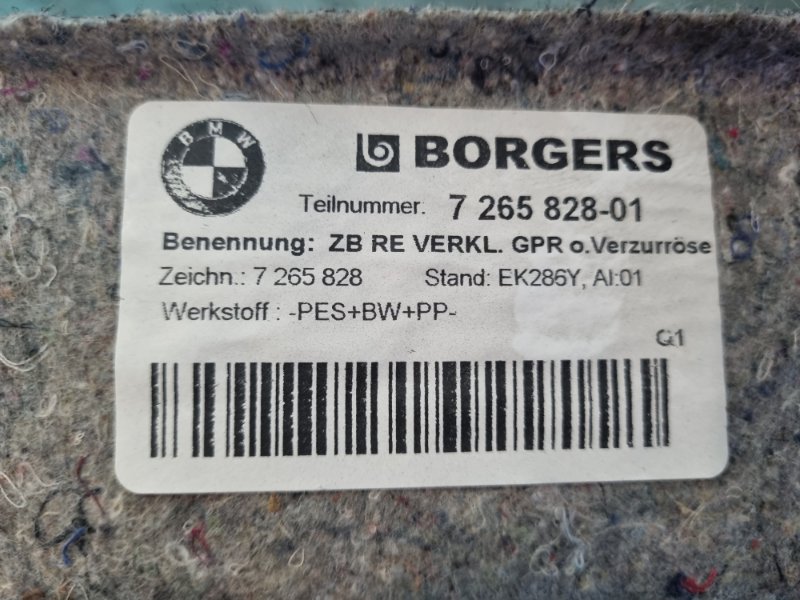 BMW
BORGERS
Teilnummer. 7 265 828-01
Benennung: ZB RE VERKL. GPR o.Verzurröse
Zeichn.: 7 265 828 Stand: EK286Y, AI:01
Werkstoff : -PES+BW+PP-
G1